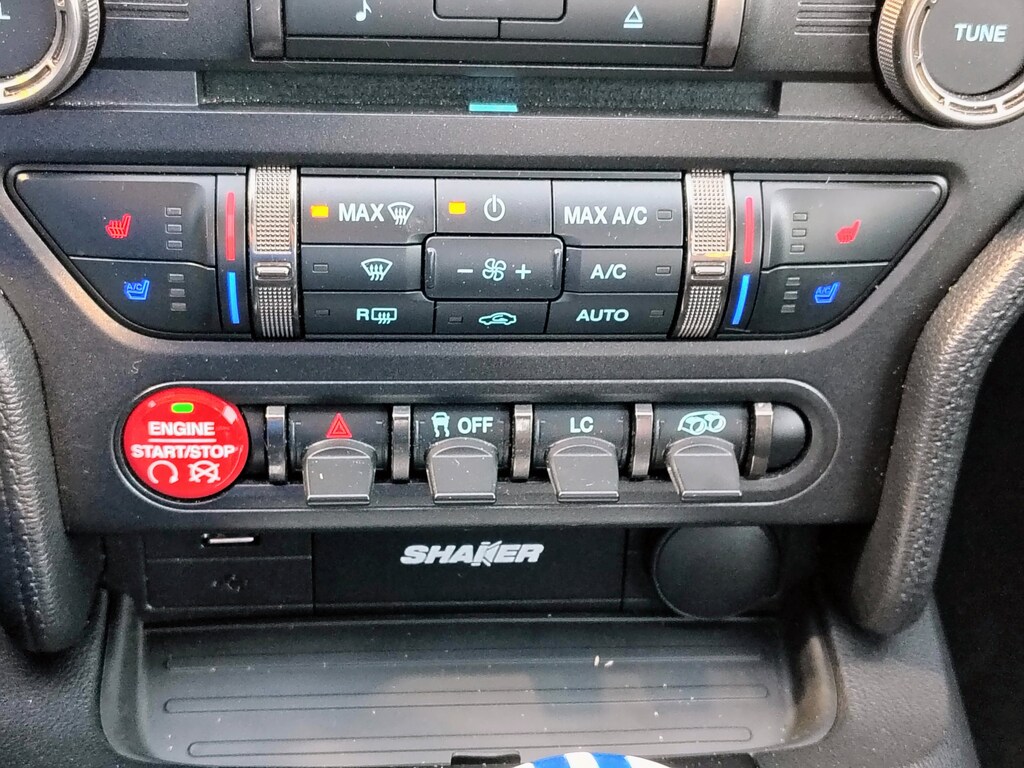 TUNE
MAX
MAX A/C
A/C
A/C
A/C
R
AUTO
ENGINE
START/STOP
OFF
LC
SHAKER